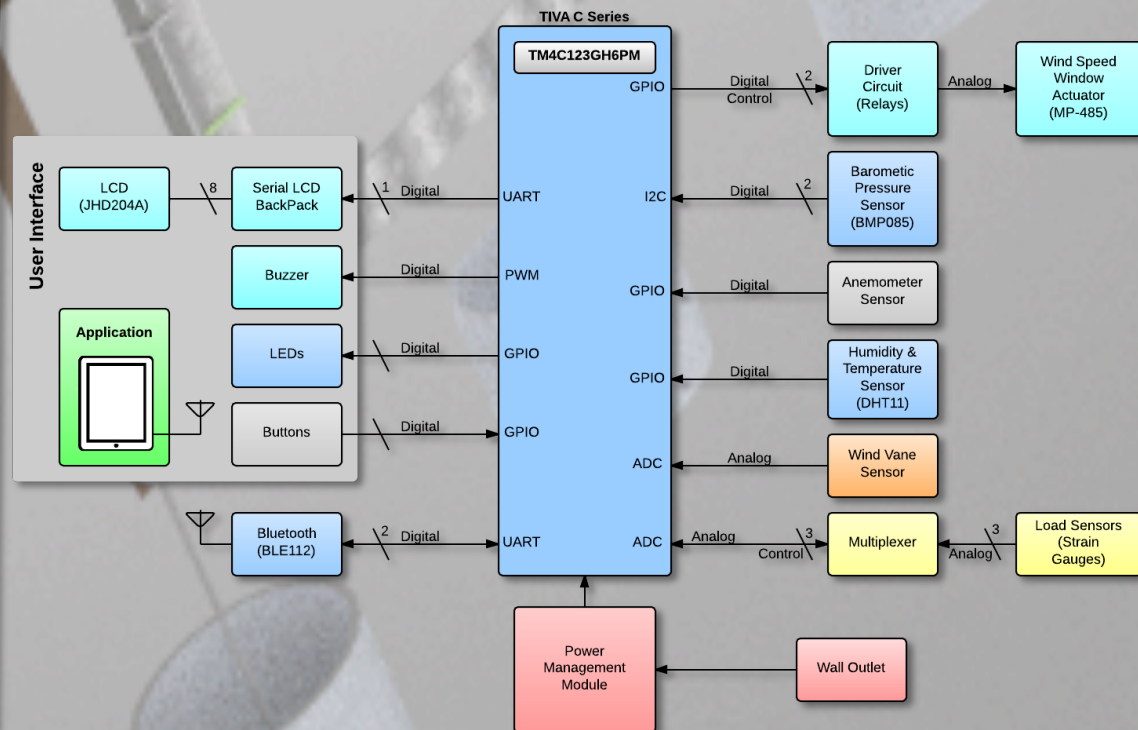 TIVA C Series
TM4C123GH6PM
GPIO
Digital
Control
2
Driver
Circuit
(Relays)
Analog
Wind Speed
Window
Actuator
(MP-485)
User Interface
LCD
(JHD204A)
8
Serial LCD
BackPack
1
Digital
UART
I2C
Digital
2
Barometic
Pressure
Sensor
(BMP085)
Buzzer
Digital
PWM
GPIO
Digital
Anemometer
Sensor
Application
LEDs
Digital
GPIO
GPIO
Digital
Humidity &
Temperature
Sensor
(DHT11)
Buttons
Digital
GPIO
ADC
Analog
Wind Vane
Sensor
Bluetooth
(BLE112)
2
Digital
UART
ADC
Analog
Control
3
Multiplexer
3
Analog
Load Sensors
(Strain
Gauges)
Power
Management
Module
Wall Outlet